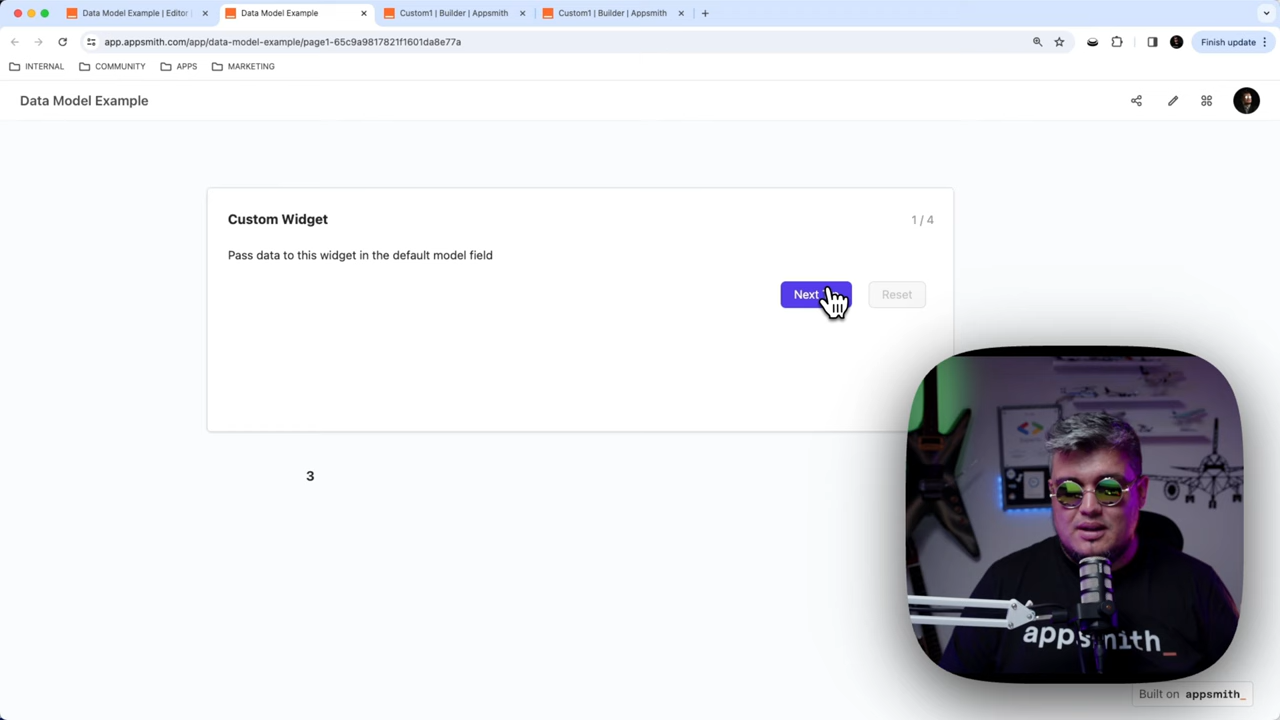 Data Model Example | Editor
Data Model Example
Custom1 | Builder | Appsmith
Custom1 | Builder | Appsmith
app.appsmith.com/app/data-model-example/page1-65c9a9817821f1601da8e77a
Finish update
INTERNAL
COMMUNITY
APPS
MARKETING
Data Model Example
Custom Widget
1 / 4
Pass data to this widget in the default model field
Next
Reset
3
appsmith_
Built on appsmith_